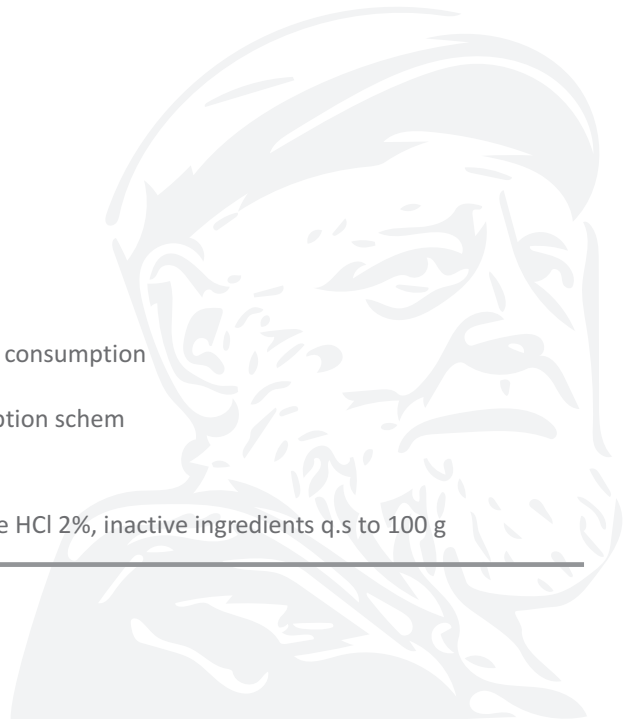 consumption
ption schem
e HCl 2%, inactive ingredients q.s to 100 g